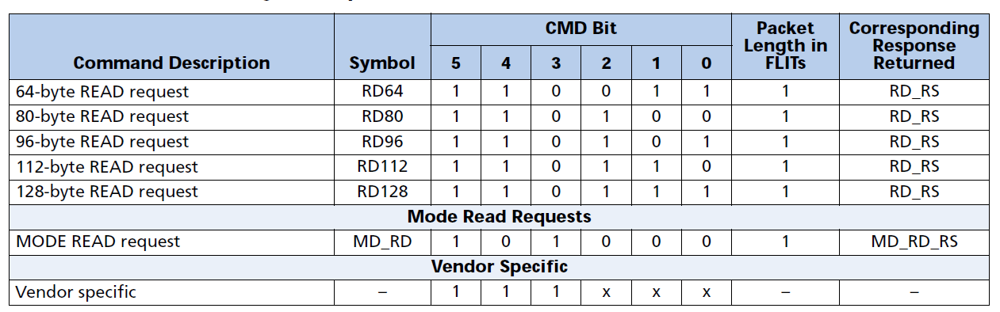 CMD Bit
Command Description Symbol 5 4 3 2 1 0 Packet Length in FLITs Corresponding Response Returned
64-byte READ request RD64 1 1 0 0 1 1 1 RD_RS
80-byte READ request RD80 1 1 0 1 0 0 1 RD_RS
96-byte READ request RD96 1 1 0 1 0 1 1 RD_RS
112-byte READ request RD112 1 1 0 1 1 0 1 RD_RS
128-byte READ request RD128 1 1 0 1 1 1 1 RD_RS
Mode Read Requests
MODE READ request MD_RD 1 0 1 0 0 0 1 MD_RD_RS
Vendor Specific
Vendor specific – 1 1 1 x x x – –